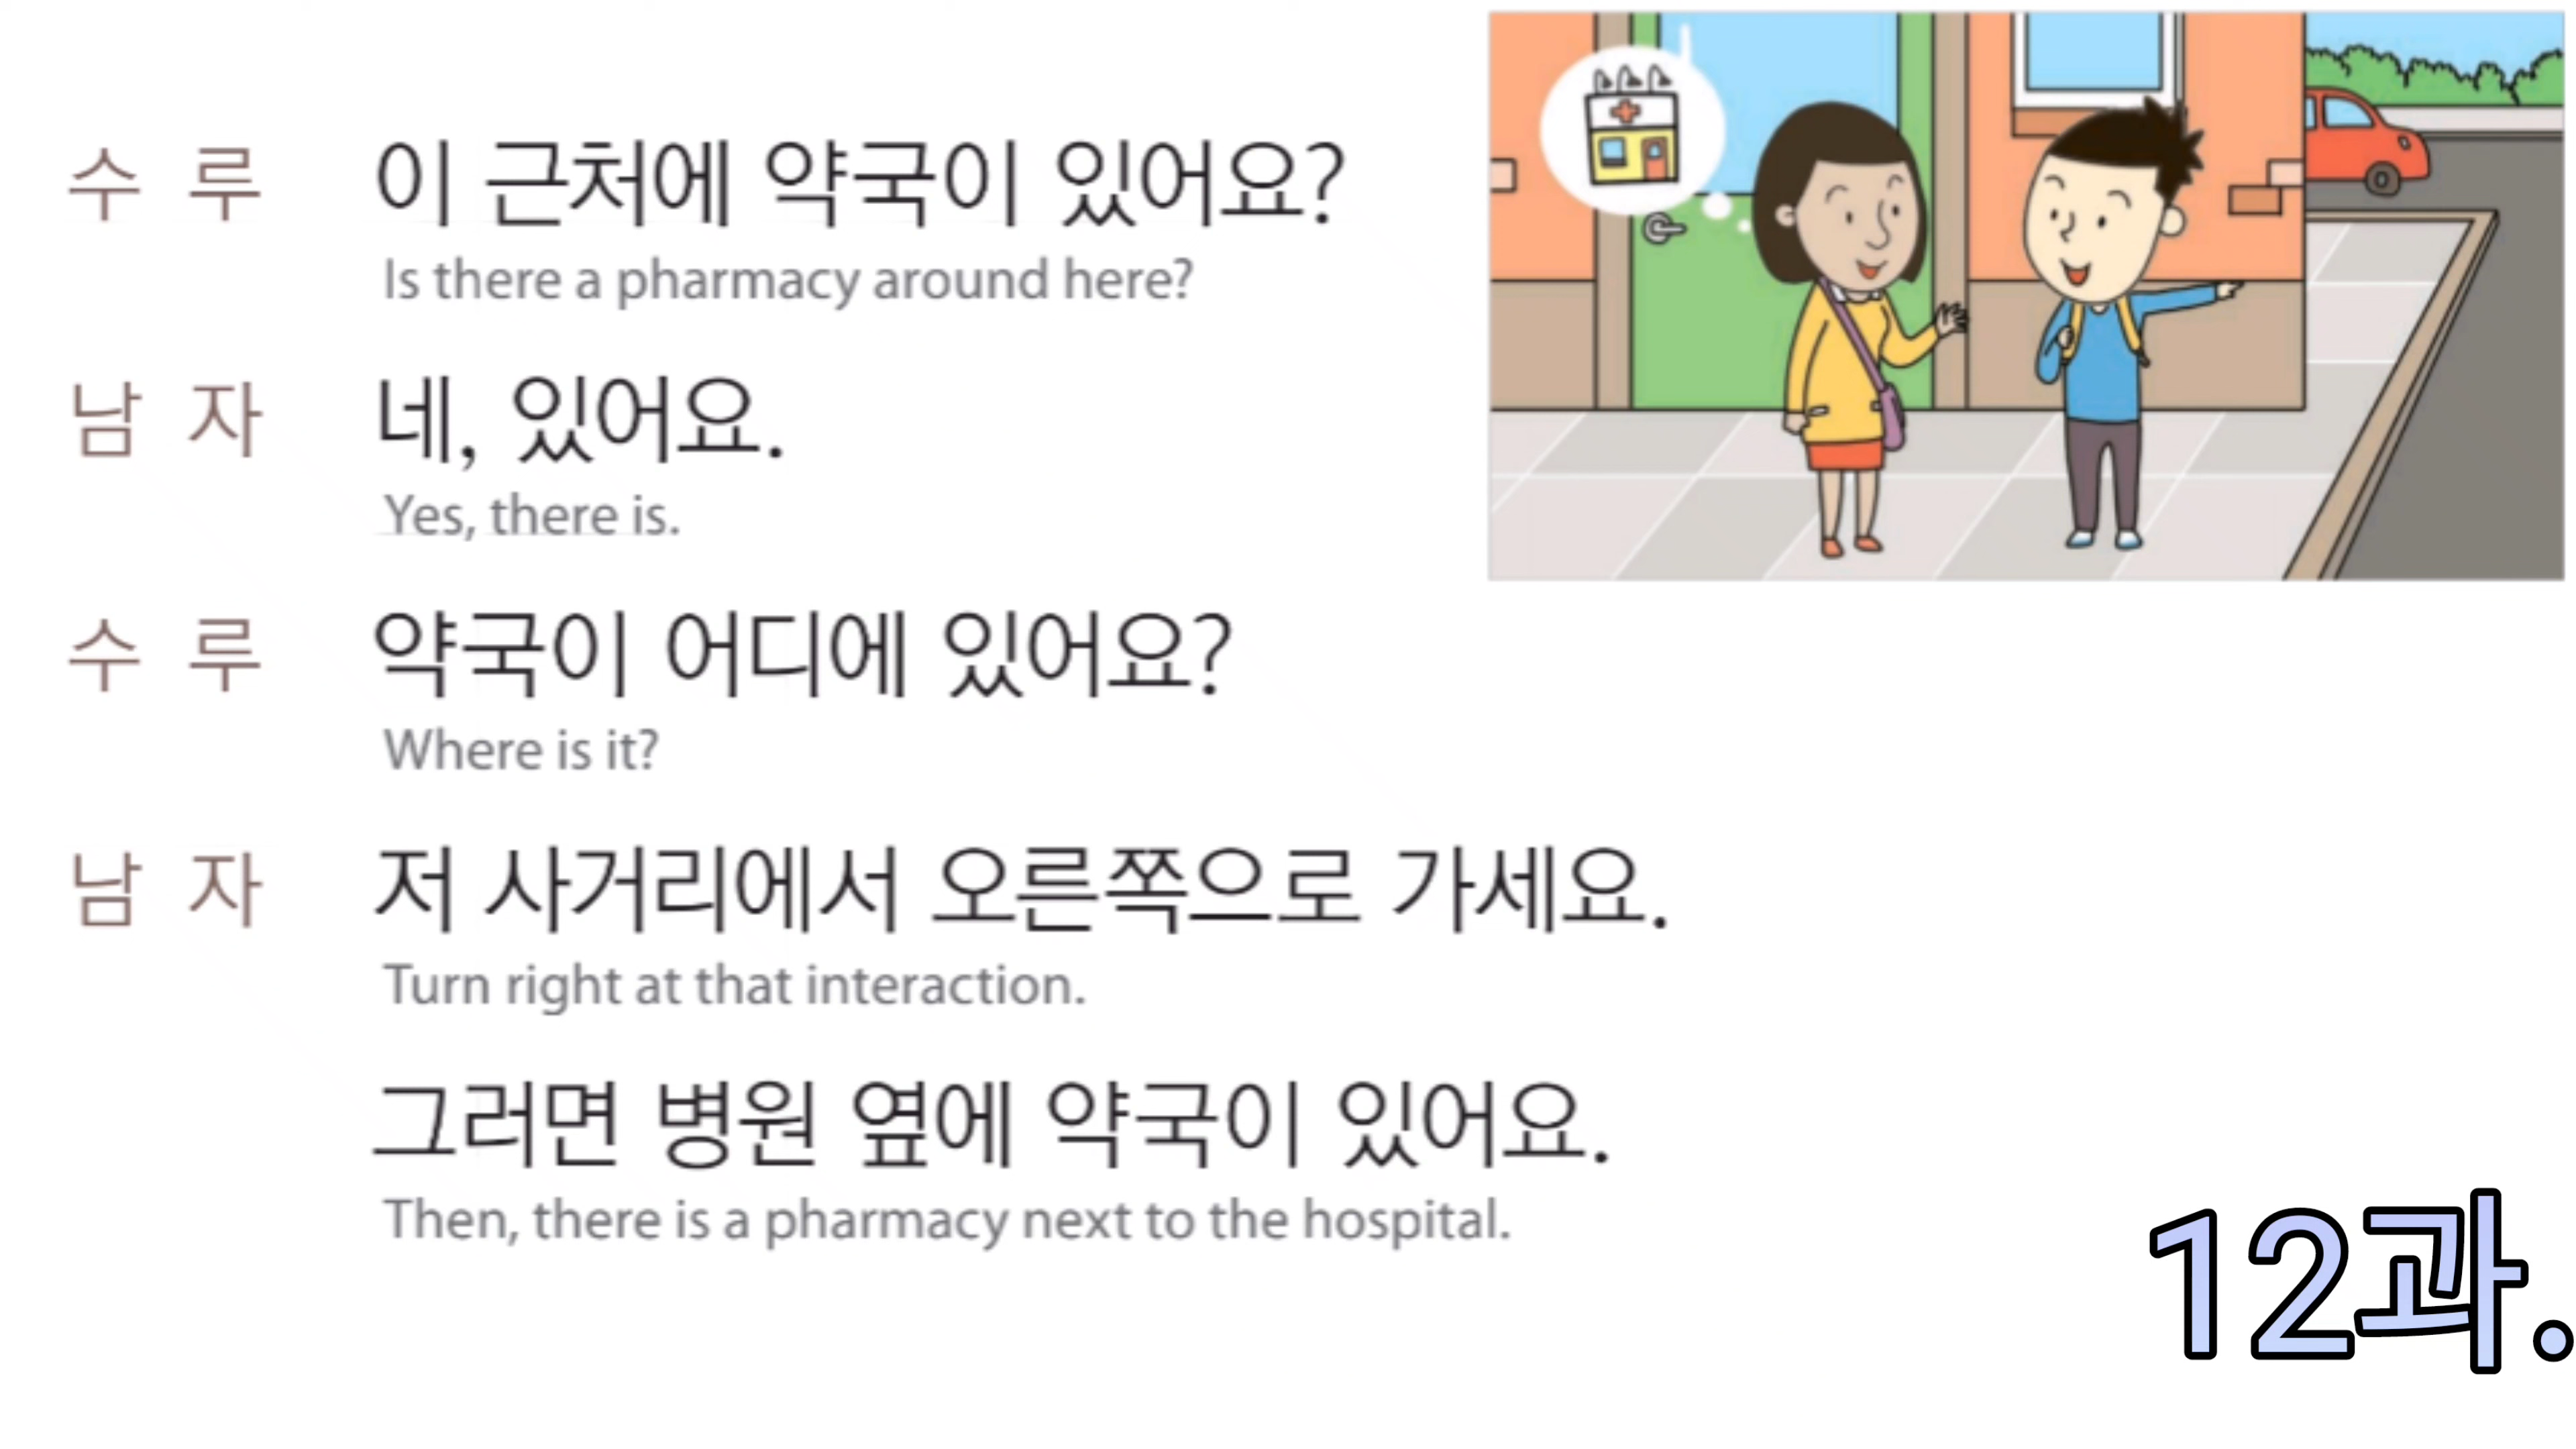 수 루 이 근처에 약국이 있어요?
Is there a pharmacy around here?
남 자 네, 있어요.
Yes, there is.
수 루 약국이 어디에 있어요?
Where is it?
남 자 저 사거리에서 오른쪽으로 가세요.
Turn right at that interaction.
그러면 병원 옆에 약국이 있어요.
Then, there is a pharmacy next to the hospital.
12과.